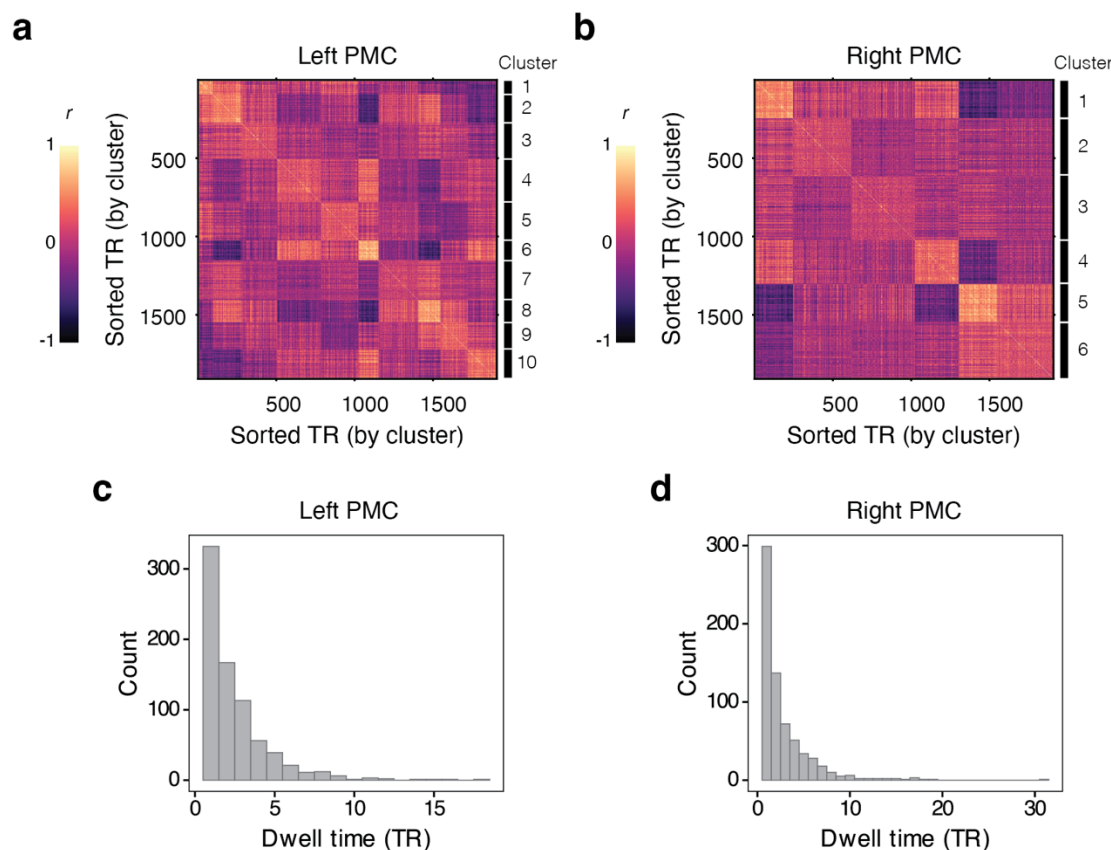 a
Left PMC
Cluster
r
1
0
-1
Sorted TR (by cluster)
500
1000
1500
1
2
3
4
5
6
7
8
9
10
500
1000
1500
Sorted TR (by cluster)
b
Right PMC
Cluster
r
1
0
-1
Sorted TR (by cluster)
500
1000
1500
1
2
3
4
5
6
500
1000
1500
Sorted TR (by cluster)
c
Left PMC
Count
300
200
100
0
0
5
10
15
Dwell time (TR)
d
Right PMC
Count
300
200
100
0
0
10
20
30
Dwell time (TR)